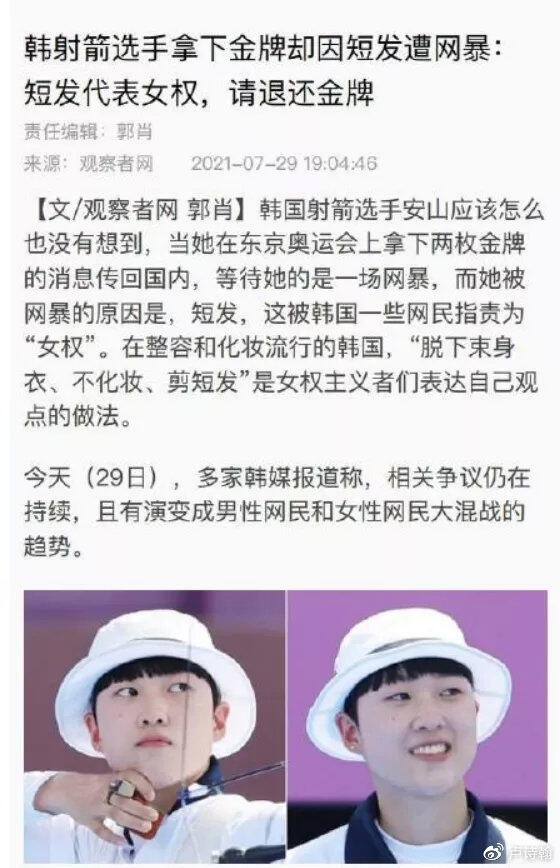 韩射箭选手拿下金牌却因短发遭网暴：
短发代表女权，请退还金牌
责任编辑：郭肖
来源：观察者网 2021-07-29 19:04:46
【文/观察者网 郭肖】韩国射箭选手安山应该怎么
也没有想到，当她在东京奥运会上拿下两枚金牌
的消息传回国内，等待她的是一场网暴，而她被
网暴的原因是，短发，这被韩国一些网民指责为
“女权”。在整容和化妆流行的韩国，“脱下束身
衣、不化妆、剪短发”是女权主义者们表达自己观
点的做法。
今天（29日），多家韩媒报道称，相关争议仍在
持续，且有演变成男性网民和女性网民大混战的
趋势。
卢诗翰